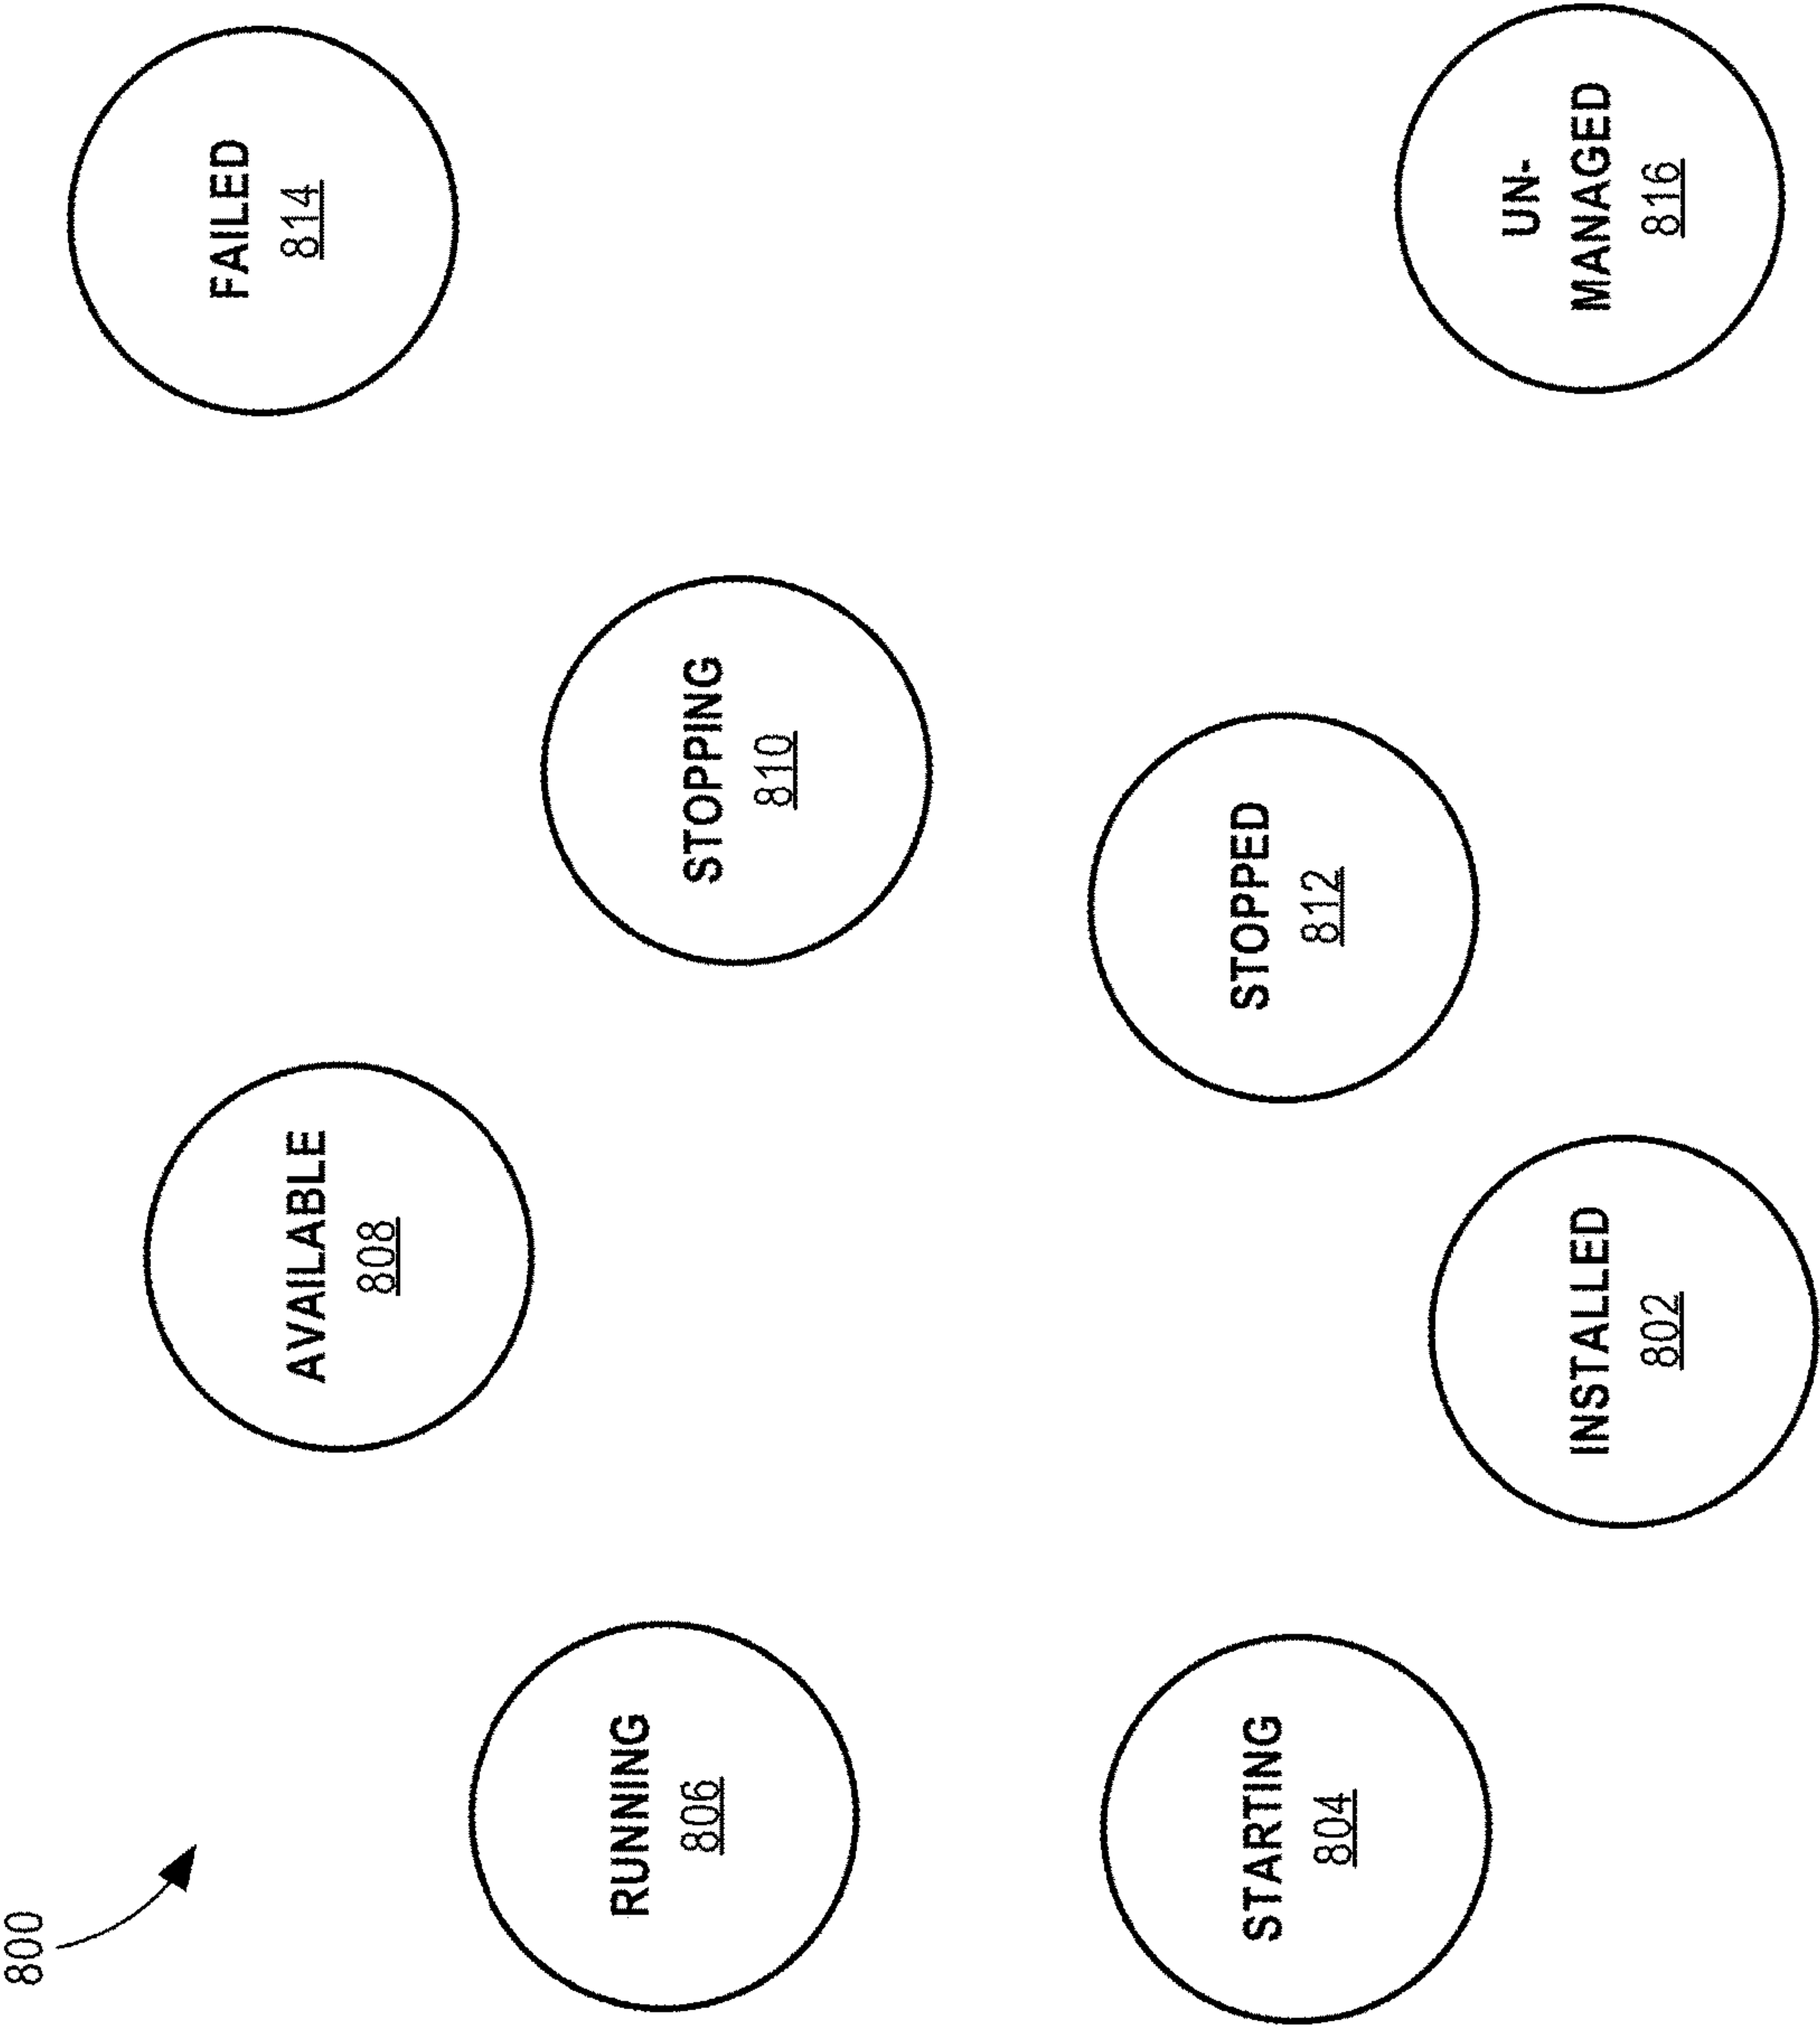 800
RUNNING
806
AVAILABLE
808
FAILED
814
STOPPING
810
STARTING
804
STOPPED
812
INSTALLED
802
UN-
MANAGED
816